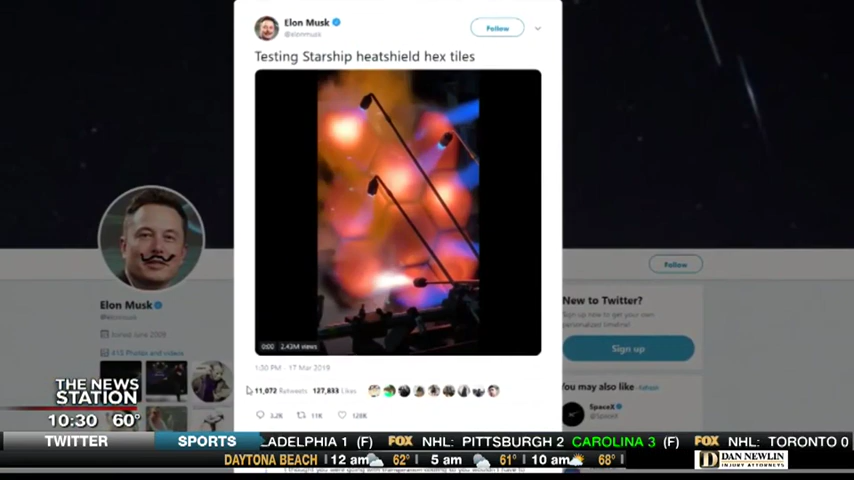 Elon Musk
@elonmusk
Follow
Testing Starship heatshield hex tiles
0:00 2.43M views
1:30 PM - 17 Mar 2019
11,072 Retweets 127,833 Likes
3.2K 11K 128K
Elon Musk
@elonmusk
Joined June 2009
415 Photos and videos
Follow
New to Twitter?
Sign up now to get your own personalized timeline!
Sign up
You may also like
SpaceX
@SpaceX
THE NEWS
STATION
10:30 60°
TWITTER SPORTS LADELPHIA 1 (F) FOX NHL: PITTSBURGH 2 CAROLINA 3 (F) FOX NHL: TORONTO 0
DAYTONA BEACH 12 am 62° 5 am 61° 10 am 68°
D DAN NEWLIN
INJURY ATTORNEYS